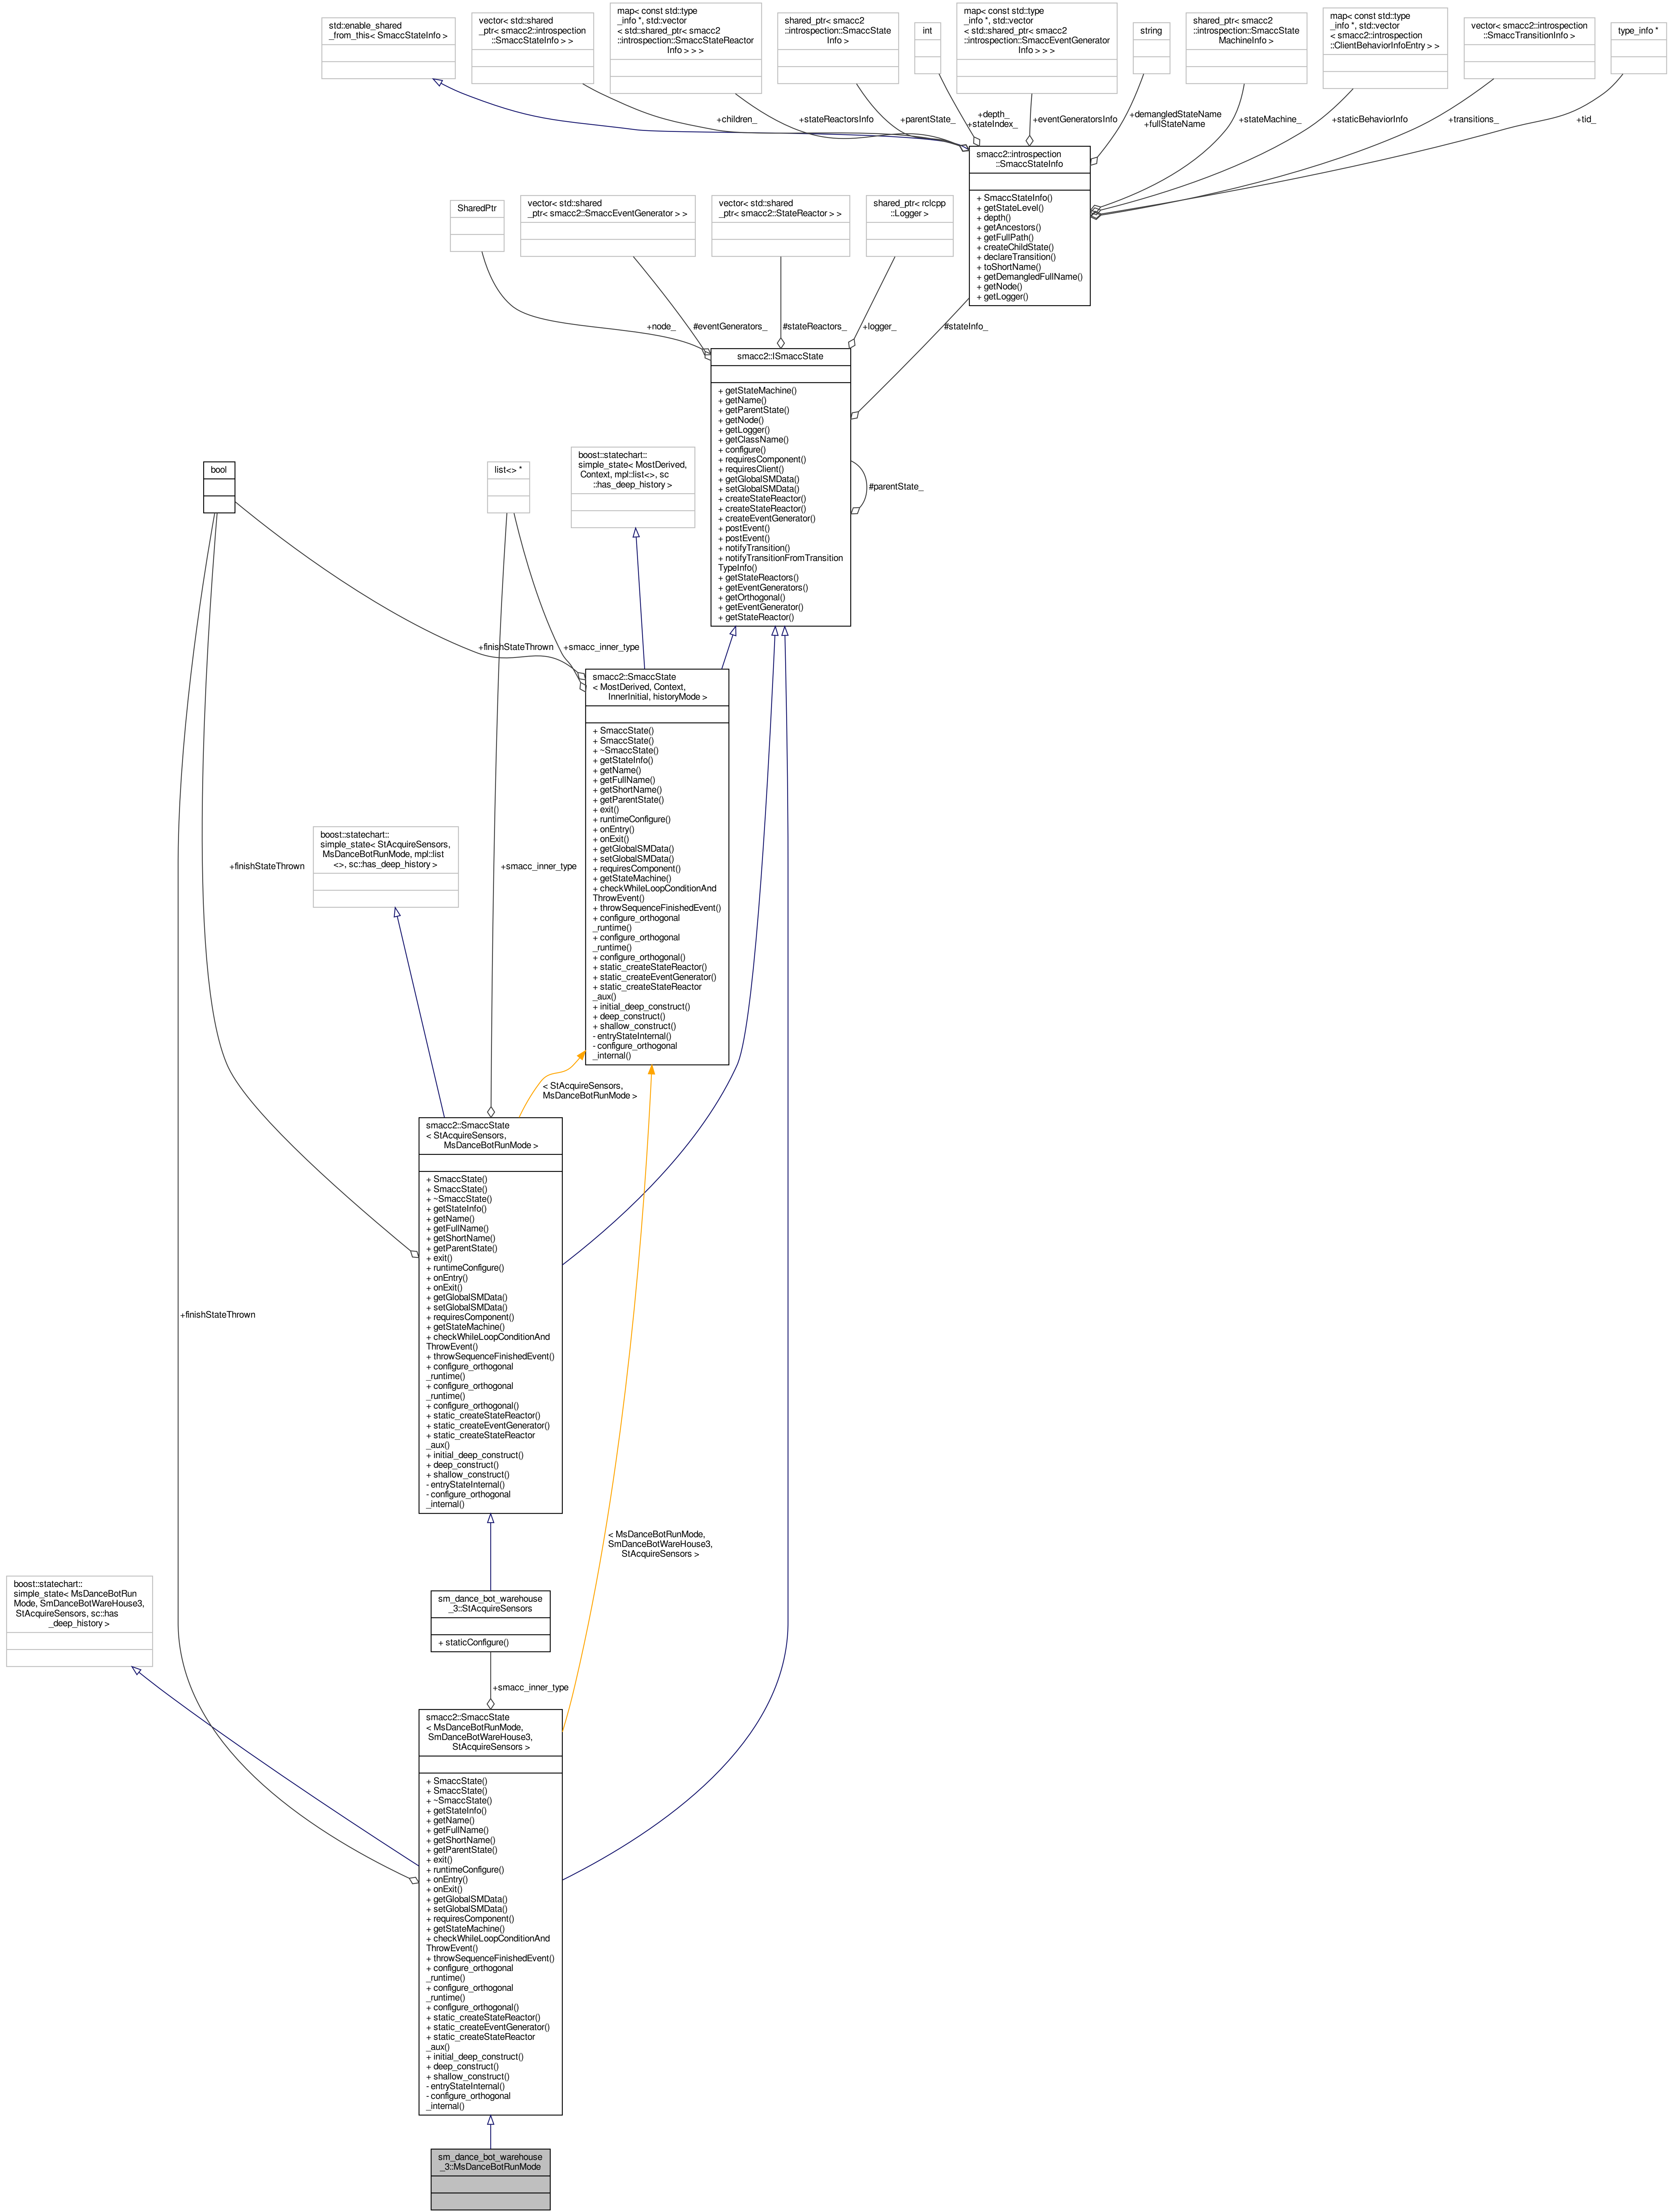 std::enable_shared
_from_this< SmaccStateInfo >
vector< std::shared
_ptr< smacc2::introspection
::SmaccStateInfo > >
map< const std::type
_info *, std::vector
< std::shared_ptr< smacc2
::introspection::SmaccStateReactor
Info > > >
shared_ptr< smacc2
::introspection::SmaccState
Info >
int
map< const std::type
_info *, std::vector
< std::shared_ptr< smacc2
::introspection::SmaccEventGenerator
Info > > >
string
shared_ptr< smacc2
::introspection::SmaccState
MachineInfo >
map< const std::type
_info *, std::vector
< smacc2::introspection
::ClientBehaviorInfoEntry > >
vector< smacc2::introspection
::SmaccTransitionInfo >
type_info *
+children_
+stateReactorsInfo
+parentState_
+depth_
+stateIndex_
+eventGeneratorsInfo
+demangledStateName
+fullStateName
+stateMachine_
+staticBehaviorInfo
+transitions_
+tid_
smacc2::introspection
::SmaccStateInfo
+ SmaccStateInfo()
+ getStateLevel()
+ depth()
+ getAncestors()
+ getFullPath()
+ createChildState()
+ declareTransition()
+ toShortName()
+ getDemangledFullName()
+ getNode()
+ getLogger()
SharedPtr
vector< std::shared
_ptr< smacc2::SmaccEventGenerator > >
vector< std::shared
_ptr< smacc2::StateReactor > >
shared_ptr< rclcpp
::Logger >
+node_
#eventGenerators_
#stateReactors_
+logger_
#stateInfo_
smacc2::ISmaccState
+ getStateMachine()
+ getName()
+ getParentState()
+ getNode()
+ getLogger()
+ getClassName()
+ configure()
+ requiresComponent()
+ requiresClient()
+ getGlobalSMData()
+ setGlobalSMData()
+ createStateReactor()
+ createStateReactor()
+ createEventGenerator()
+ postEvent()
+ postEvent()
+ notifyTransition()
+ notifyTransitionFromTransition
TypeInfo()
+ getStateReactors()
+ getEventGenerators()
+ getOrthogonal()
+ getEventGenerator()
+ getStateReactor()
#parentState_
bool
list<> *
boost::statechart::
simple_state< MostDerived,
Context, mpl::list<>, sc
::has_deep_history >
+finishStateThrown
+smacc_inner_type
smacc2::SmaccState
< MostDerived, Context,
InnerInitial, historyMode >
+ SmaccState()
+ SmaccState()
+ ~SmaccState()
+ getStateInfo()
+ getName()
+ getFullName()
+ getShortName()
+ getParentState()
+ exit()
+ runtimeConfigure()
+ onEntry()
+ onExit()
+ getGlobalSMData()
+ setGlobalSMData()
+ requiresComponent()
+ getStateMachine()
+ checkWhileLoopConditionAnd
ThrowEvent()
+ throwSequenceFinishedEvent()
+ configure_orthogonal
_runtime()
+ configure_orthogonal
_runtime()
+ configure_orthogonal()
+ static_createStateReactor()
+ static_createEventGenerator()
+ static_createStateReactor
_aux()
+ initial_deep_construct()
+ deep_construct()
+ shallow_construct()
- entryStateInternal()
- configure_orthogonal
_internal()
boost::statechart::
simple_state< StAcquireSensors,
MsDanceBotRunMode, mpl::list
<>, sc::has_deep_history >
+finishStateThrown
+smacc_inner_type
< StAcquireSensors,
MsDanceBotRunMode >
smacc2::SmaccState
< StAcquireSensors,
MsDanceBotRunMode >
+ SmaccState()
+ SmaccState()
+ ~SmaccState()
+ getStateInfo()
+ getName()
+ getFullName()
+ getShortName()
+ getParentState()
+ exit()
+ runtimeConfigure()
+ onEntry()
+ onExit()
+ getGlobalSMData()
+ setGlobalSMData()
+ requiresComponent()
+ getStateMachine()
+ checkWhileLoopConditionAnd
ThrowEvent()
+ throwSequenceFinishedEvent()
+ configure_orthogonal
_runtime()
+ configure_orthogonal
_runtime()
+ configure_orthogonal()
+ static_createStateReactor()
+ static_createEventGenerator()
+ static_createStateReactor
_aux()
+ initial_deep_construct()
+ deep_construct()
+ shallow_construct()
- entryStateInternal()
- configure_orthogonal
_internal()
+finishStateThrown
< MsDanceBotRunMode,
SmDanceBotWareHouse3,
StAcquireSensors >
boost::statechart::
simple_state< MsDanceBotRun
Mode, SmDanceBotWareHouse3,
StAcquireSensors, sc::has
_deep_history >
sm_dance_bot_warehouse
_3::StAcquireSensors
+ staticConfigure()
+smacc_inner_type
smacc2::SmaccState
< MsDanceBotRunMode,
SmDanceBotWareHouse3,
StAcquireSensors >
+ SmaccState()
+ SmaccState()
+ ~SmaccState()
+ getStateInfo()
+ getName()
+ getFullName()
+ getShortName()
+ getParentState()
+ exit()
+ runtimeConfigure()
+ onEntry()
+ onExit()
+ getGlobalSMData()
+ setGlobalSMData()
+ requiresComponent()
+ getStateMachine()
+ checkWhileLoopConditionAnd
ThrowEvent()
+ throwSequenceFinishedEvent()
+ configure_orthogonal
_runtime()
+ configure_orthogonal
_runtime()
+ configure_orthogonal()
+ static_createStateReactor()
+ static_createEventGenerator()
+ static_createStateReactor
_aux()
+ initial_deep_construct()
+ deep_construct()
+ shallow_construct()
- entryStateInternal()
- configure_orthogonal
_internal()
sm_dance_bot_warehouse
_3::MsDanceBotRunMode